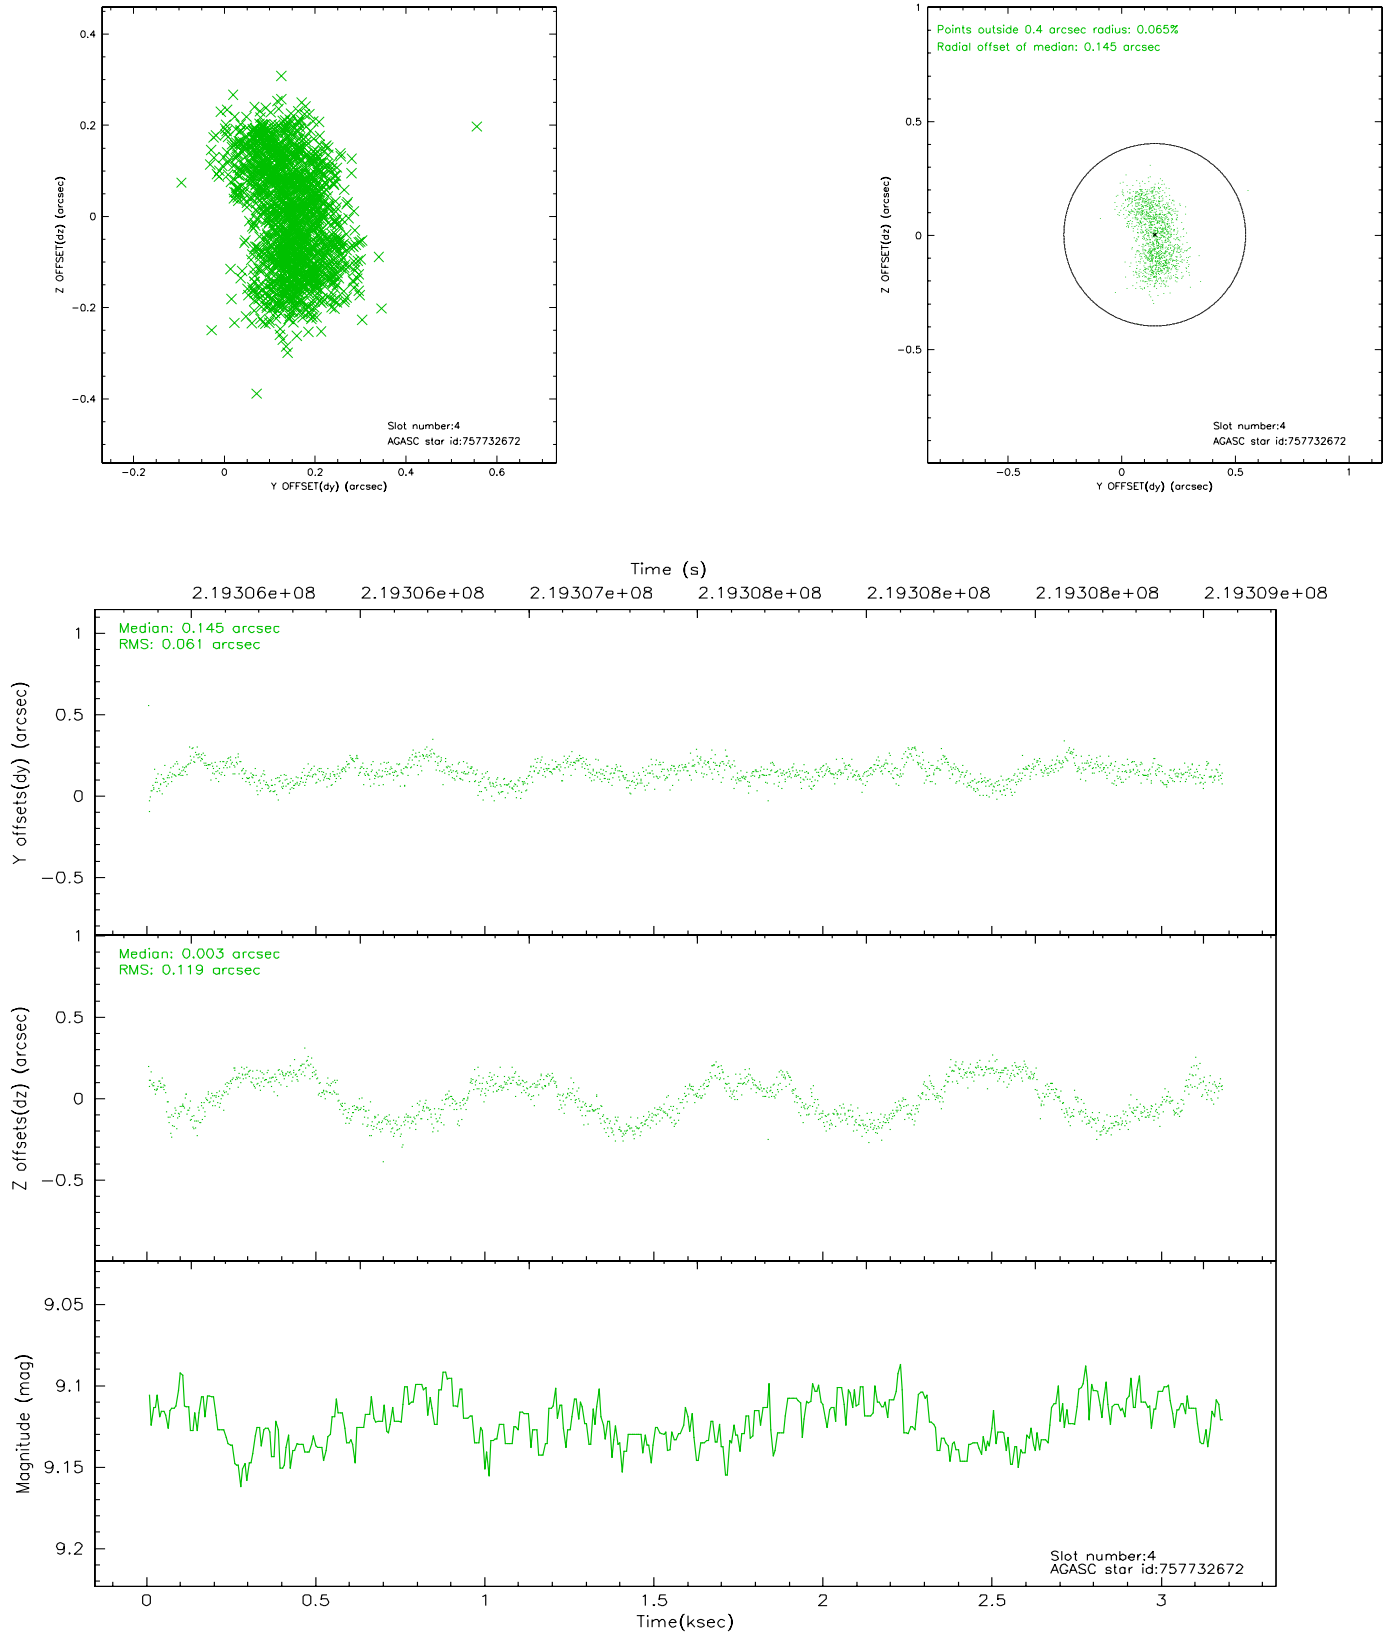 0.4
0.2
0
−0.2
−0.4
Z OFFSET(dz) (arcsec)
Slot number:4
AGASC star id:757732672
−0.2 0 0.2 0.4 0.6
Y OFFSET(dy) (arcsec)
1
0.5
0
−0.5
Z OFFSET(dz) (arcsec)
Points outside 0.4 arcsec radius: 0.065%
Radial offset of median: 0.145 arcsec
Slot number:4
AGASC star id:757732672
−0.5 0 0.5 1
Y OFFSET(dy) (arcsec)
Time (s)
2.19306e+08 2.19306e+08 2.19307e+08 2.19308e+08 2.19308e+08 2.19308e+08 2.19309e+08
Median: 0.145 arcsec
RMS: 0.061 arcsec
1
0.5
0
−0.5
Y offsets(dy) (arcsec)
Median: 0.003 arcsec
RMS: 0.119 arcsec
1
0.5
0
−0.5
Z offsets(dz) (arcsec)
9.05
9.1
9.15
9.2
Magnitude (mag)
Slot number:4
AGASC star id:757732672
0 0.5 1 1.5 2 2.5 3
Time(ksec)